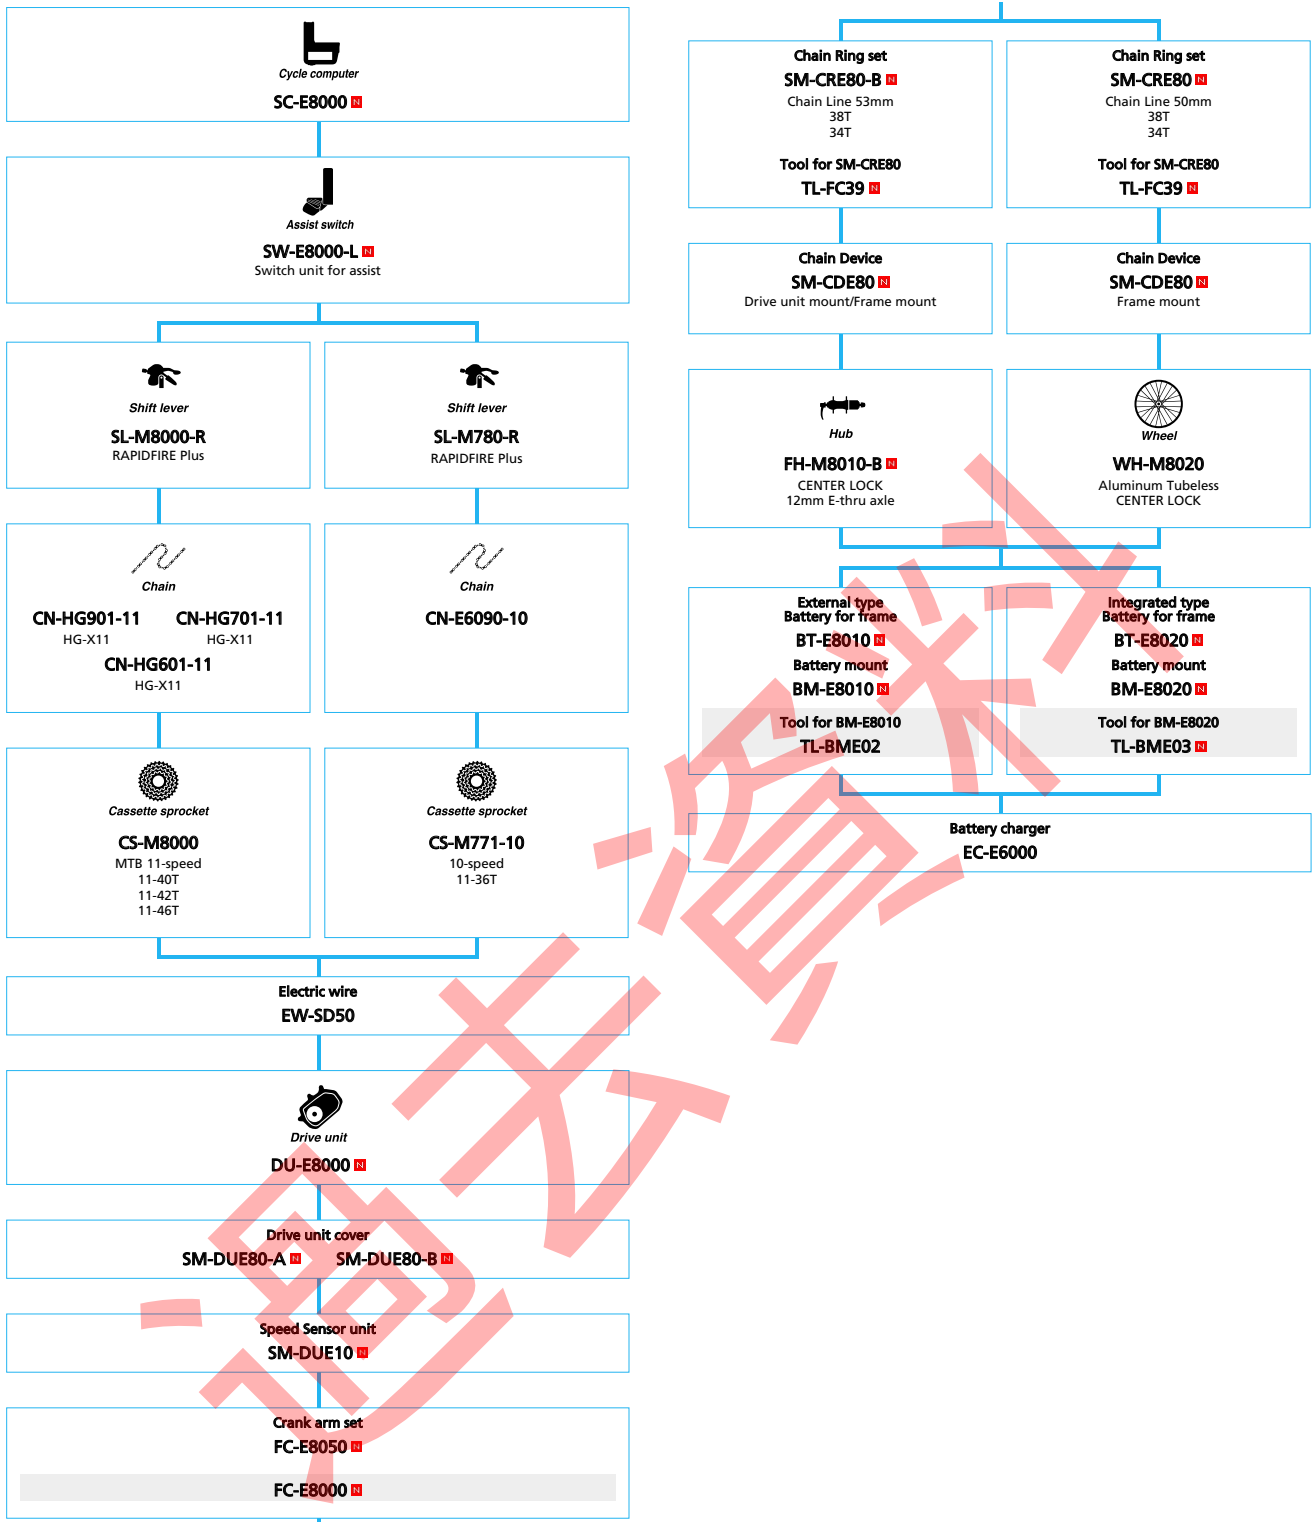 Cycle computer
SC-E8000 N
Assist switch
SW-E8000-L N
Switch unit for assist
Shift lever
SL-M8000-R
RAPIDFIRE Plus
Shift lever
SL-M780-R
RAPIDFIRE Plus
Chain
CN-HG901-11 CN-HG701-11
HG-X11 HG-X11
CN-HG601-11
HG-X11
Chain
CN-E6090-10
Cassette sprocket
CS-M8000
MTB 11-speed
11-40T
11-42T
11-46T
Cassette sprocket
CS-M771-10
10-speed
11-36T
Electric wire
EW-SD50
Drive unit
DU-E8000 N
Drive unit cover
SM-DUE80-A N SM-DUE80-B N
Speed Sensor unit
SM-DUE10 N
Crank arm set
FC-E8050 N
FC-E8000 N
Chain Ring set
SM-CRE80-B N
Chain Line 53mm
38T
34T
Tool for SM-CRE80
TL-FC39 N
Chain Ring set
SM-CRE80 N
Chain Line 50mm
38T
34T
Tool for SM-CRE80
TL-FC39 N
Chain Device
SM-CDE80 N
Drive unit mount/Frame mount
Chain Device
SM-CDE80 N
Frame mount
Hub
FH-M8010-B N
CENTER LOCK
12mm E-thru axle
Wheel
WH-M8020
Aluminum Tubeless
CENTER LOCK
External type
Battery for frame
BT-E8010 N
Battery mount
BM-E8010 N
Tool for BM-E8010
TL-BME02
Integrated type
Battery for frame
BT-E8020 N
Battery mount
BM-E8020 N
Tool for BM-E8020
TL-BME03 N
Battery charger
EC-E6000
過去資料